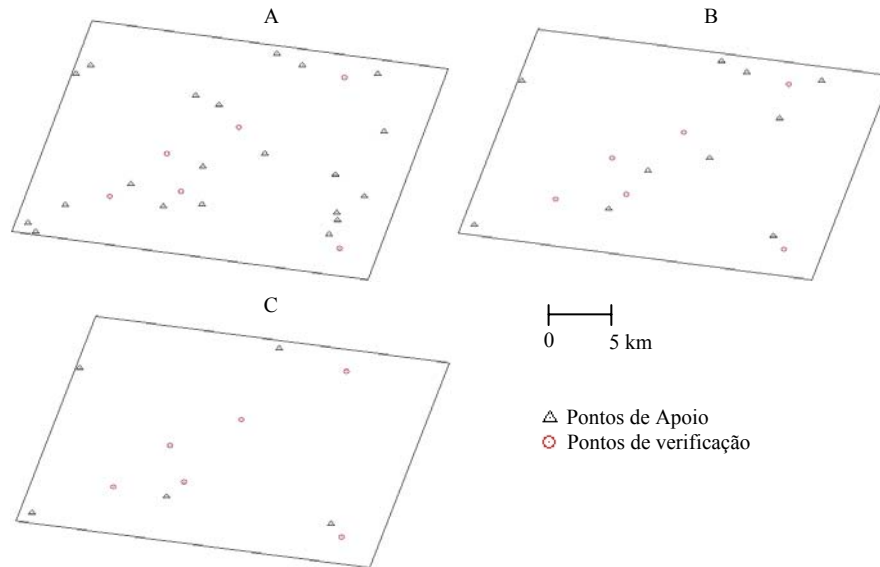 A
B
C
0 5 km
Pontos de Apoio
Pontos de verificação